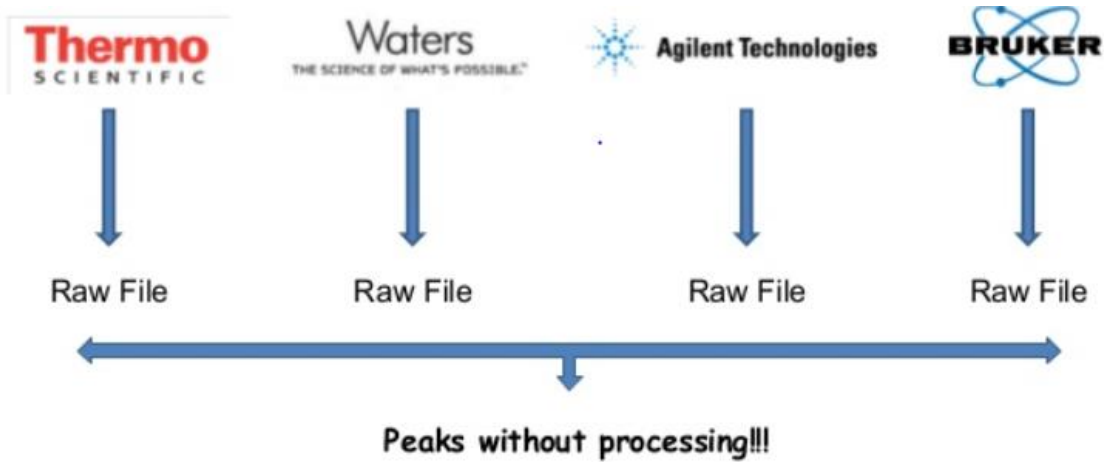 Thermo
SCIENTIFIC
Waters
THE SCIENCE OF WHAT'S POSSIBLE.™
Agilent Technologies
BRUKER
Raw File
Raw File
Raw File
Raw File
Peaks without processing!!!